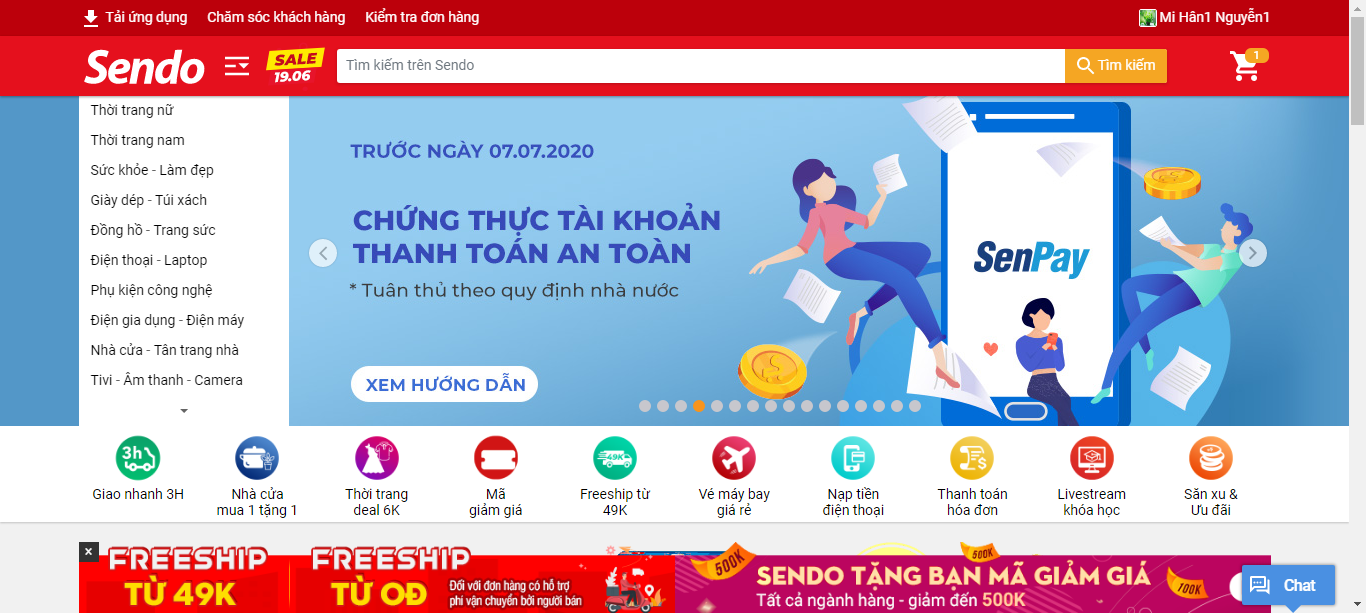 Tải ứng dụng Chăm sóc khách hàng Kiểm tra đơn hàng Mi Hân1 Nguyễn1
Sendo SALE 19.06 Tìm kiếm trên Sendo Tìm kiếm 1
Thời trang nữ
Thời trang nam
Sức khỏe - Làm đẹp
Giày dép - Túi xách
Đồng hồ - Trang sức
Điện thoại - Laptop
Phụ kiện công nghệ
Điện gia dụng - Điện máy
Nhà cửa - Tân trang nhà
Tivi - Âm thanh - Camera
TRƯỚC NGÀY 07.07.2020
CHỨNG THỰC TÀI KHOẢN
THANH TOÁN AN TOÀN
* Tuân thủ theo quy định nhà nước
XEM HƯỚNG DẪN
SenPay
3h
Giao nhanh 3H
Nhà cửa
mua 1 tặng 1
Thời trang
deal 6K
Mã
giảm giá
49K
Freeship từ
49K
Vé máy bay
giá rẻ
Nạp tiền
điện thoại
Thanh toán
hóa đơn
Livestream
khóa học
Săn xu &
Ưu đãi
FREESHIP
TỪ 49K
FREESHIP
TỪ 0Đ
Đối với đơn hàng có hỗ trợ
phí vận chuyển bởi người bán
500K
500K
SENDO TẶNG BẠN MÃ GIẢM GIÁ
Tất cả ngành hàng - giảm đến 500K
100K
Chat